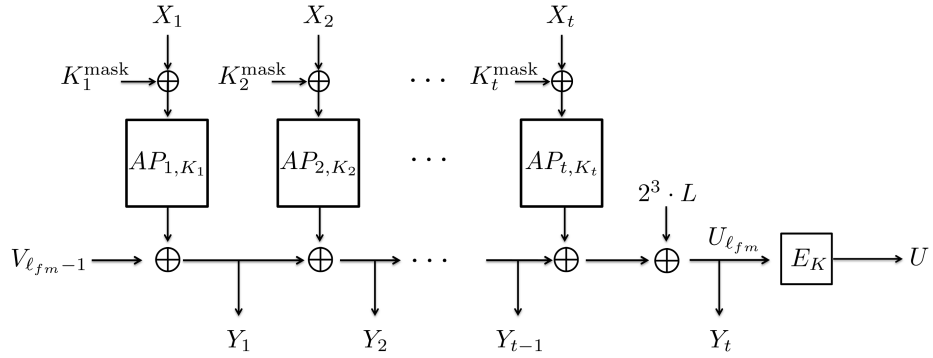 X_1 X_2 X_t
K_1^mask K_2^mask ··· K_t^mask
AP_{1,K_1} AP_{2,K_2} ··· AP_{t,K_t}
2^3 · L
V_{ℓ_{fm}−1} ··· U_{ℓ_{fm}} E_K U
Y_1 Y_2 Y_{t−1} Y_t